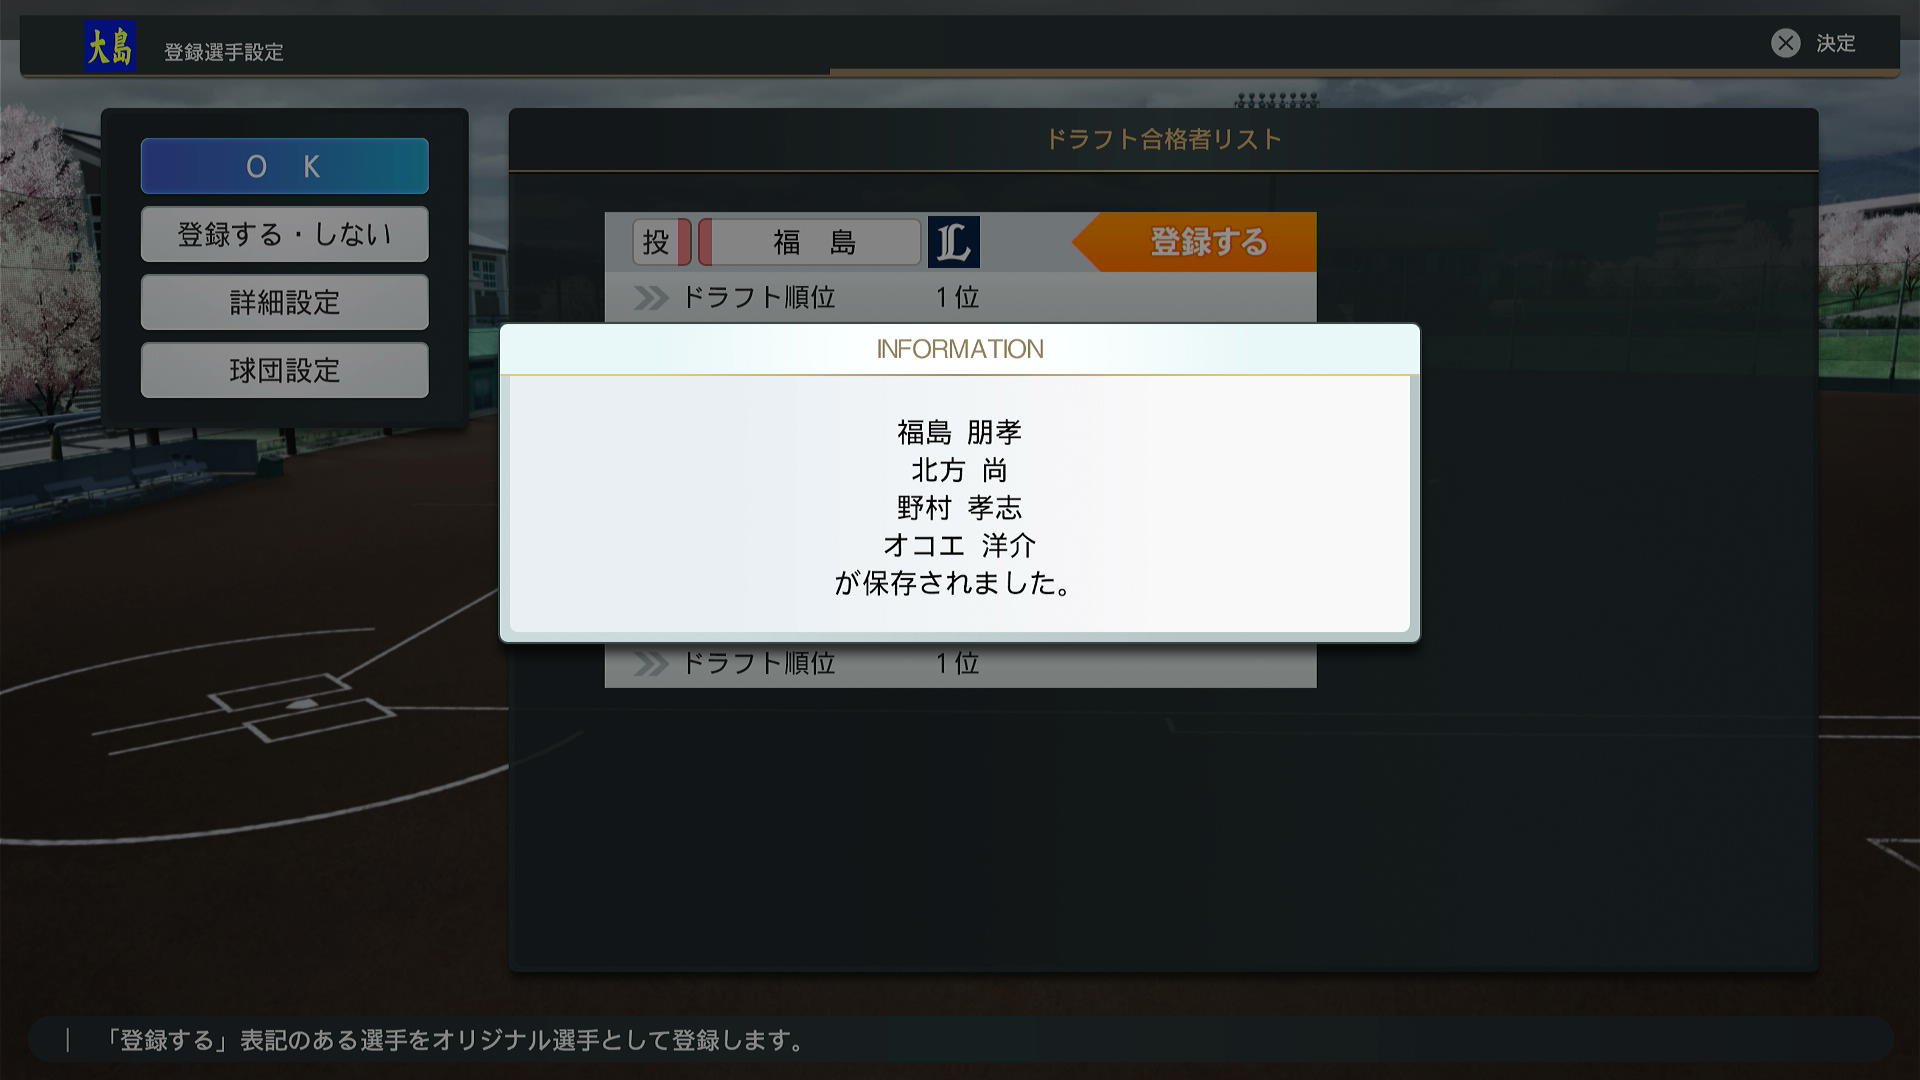 大島 登録選手設定
決定
O K
登録する・しない
詳細設定
球団設定
ドラフト合格者リスト
投 福 島 L 登録する
ドラフト順位 1位
INFORMATION
福島 朋孝
北方 尚
野村 孝志
オコエ 洋介
が保存されました。
ドラフト順位 1位
「登録する」表記のある選手をオリジナル選手として登録します。